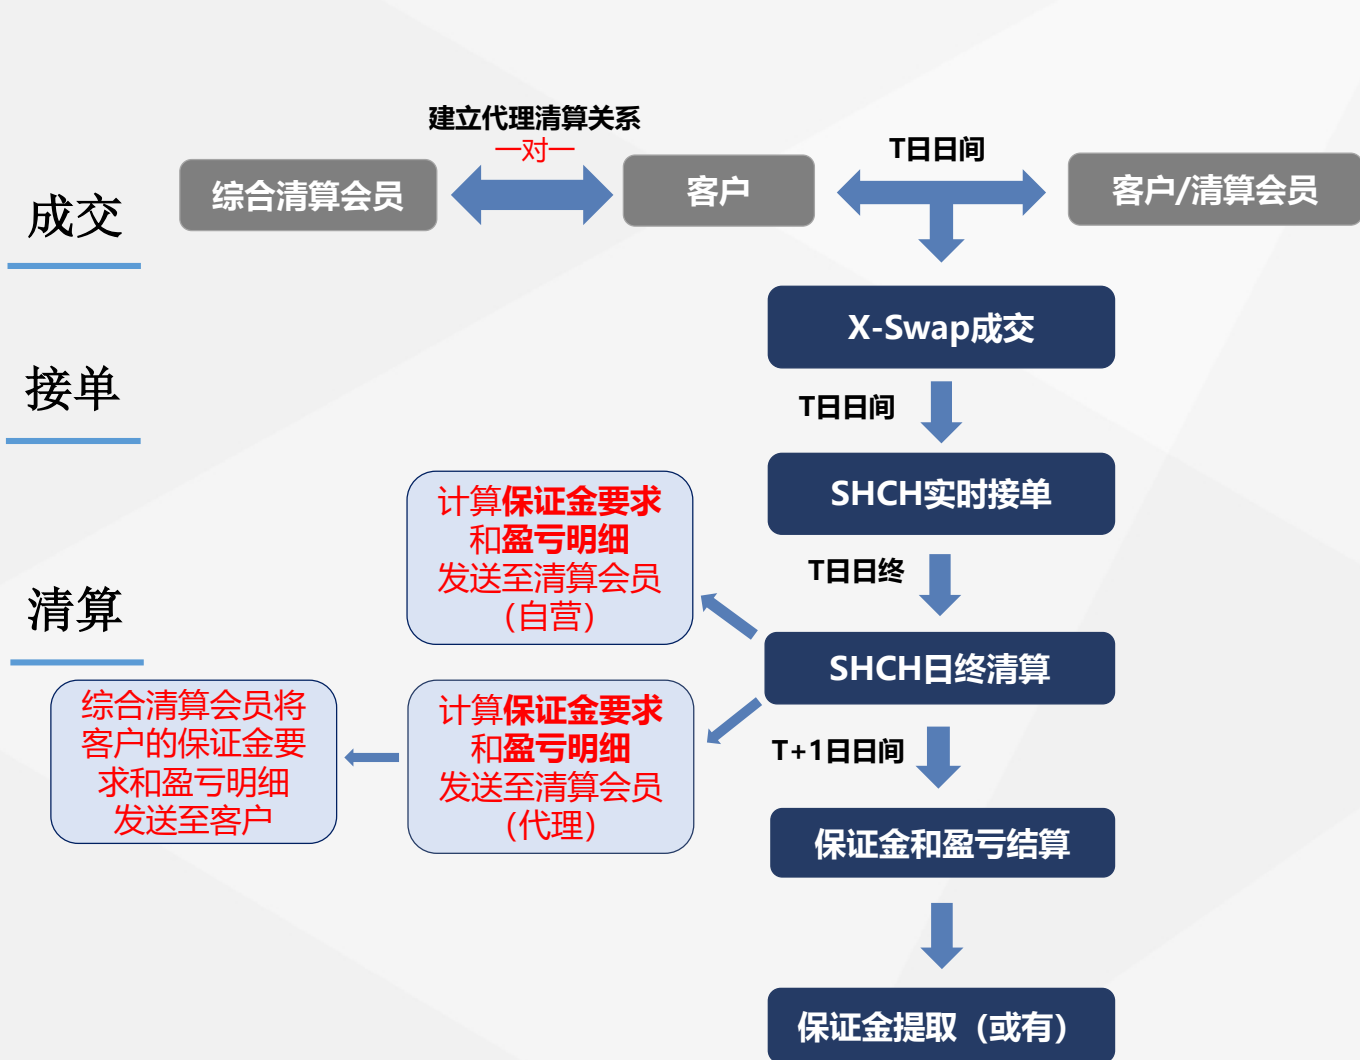 建立代理清算关系
一对一
T日日间
综合清算会员
客户
客户/清算会员
成交
X-Swap成交
接单
T日日间
SHCH实时接单
计算保证金要求
和盈亏明细
发送至清算会员
（自营）
T日日终
清算
SHCH日终清算
综合清算会员将
客户的保证金要
求和盈亏明细
发送至客户
计算保证金要求
和盈亏明细
发送至清算会员
（代理）
T+1日日间
保证金和盈亏结算
保证金提取（或有）